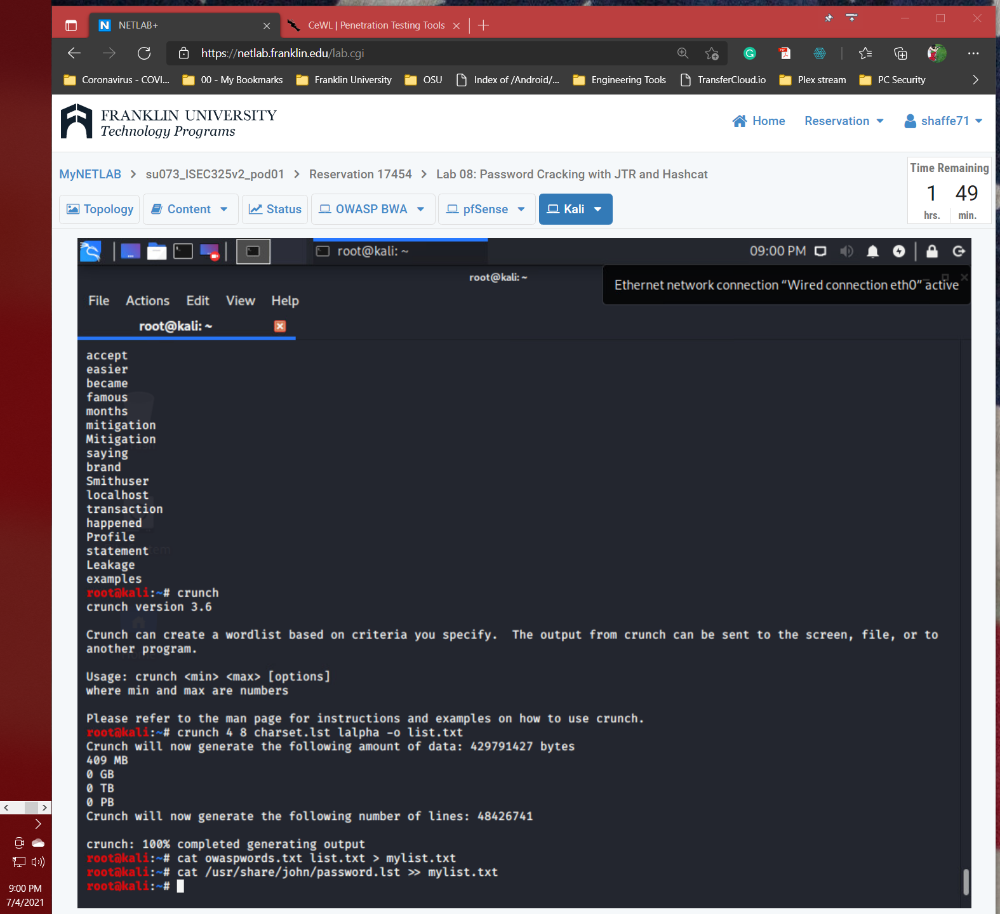 NETLAB+
CeWL | Penetration Testing Tools
https://netlab.franklin.edu/lab.cgi
Coronavirus - COVI...
00 - My Bookmarks
Franklin University
OSU
Index of /Android/...
Engineering Tools
TransferCloud.io
Plex stream
PC Security
FRANKLIN UNIVERSITY
Technology Programs
Home
Reservation
shaffe71
MyNETLAB > su073_ISEC325v2_pod01 > Reservation 17454 > Lab 08: Password Cracking with JTR and Hashcat
Time Remaining
1 49
hrs. min.
Topology
Content
Status
OWASP BWA
pfSense
Kali
root@kali: ~
09:00 PM
root@kali: ~
Ethernet network connection “Wired connection eth0” active
File Actions Edit View Help
root@kali: ~
accept
easier
became
famous
months
mitigation
Mitigation
saying
brand
Smithuser
localhost
transaction
happened
Profile
statement
Leakage
examples
root@kali:~# crunch
crunch version 3.6
Crunch can create a wordlist based on criteria you specify.  The output from crunch can be sent to the screen, file, or to
another program.
Usage: crunch <min> <max> [options]
where min and max are numbers
Please refer to the man page for instructions and examples on how to use crunch.
root@kali:~# crunch 4 8 charset.lst lalpha -o list.txt
Crunch will now generate the following amount of data: 429791427 bytes
409 MB
0 GB
0 TB
0 PB
Crunch will now generate the following number of lines: 48426741
crunch: 100% completed generating output
root@kali:~# cat owaspwords.txt list.txt > mylist.txt
root@kali:~# cat /usr/share/john/password.lst >> mylist.txt
root@kali:~#
9:00 PM
7/4/2021